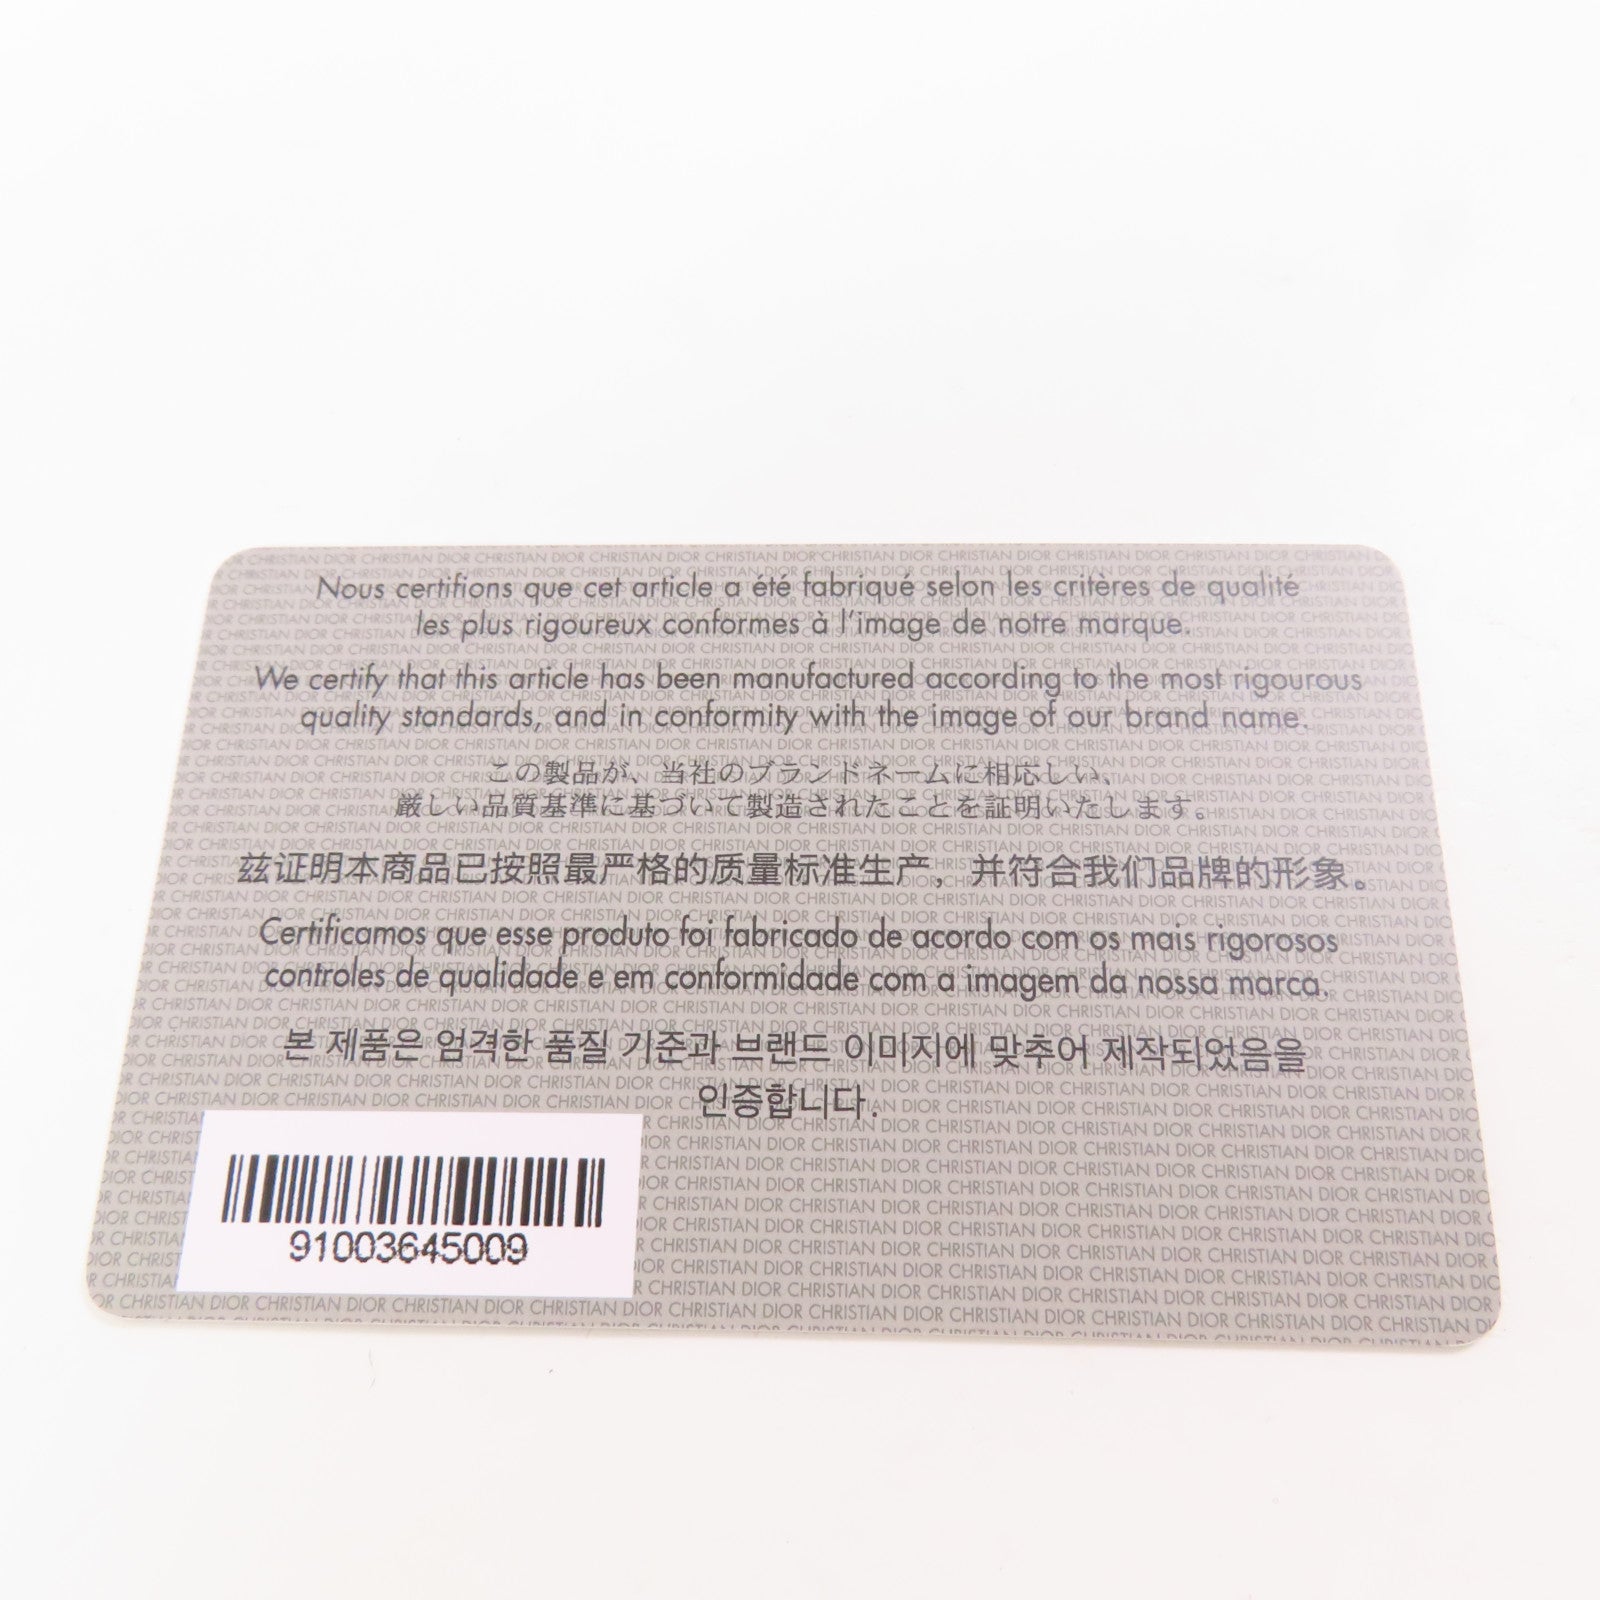 Nous certifions que cet article a été fabriqué selon les critères de qualité
les plus rigoureux conformes à l'image de notre marque.
We certify that this article has been manufactured according to the most rigourous
quality standards, and in conformity with the image of our brand name.
この製品が、当社のブランドネームに相応しい、
厳しい品質基準に基づいて製造されたことを証明いたします。
兹证明本商品已按照最严格的质量标准生产，并符合我们品牌的形象。
Certificamos que esse produto foi fabricado de acordo com os mais rigorosos
controles de qualidade e em conformidade com a imagem da nossa marca.
본 제품은 엄격한 품질 기준과 브랜드 이미지에 맞추어 제작되었음을
인증합니다.
91003645009